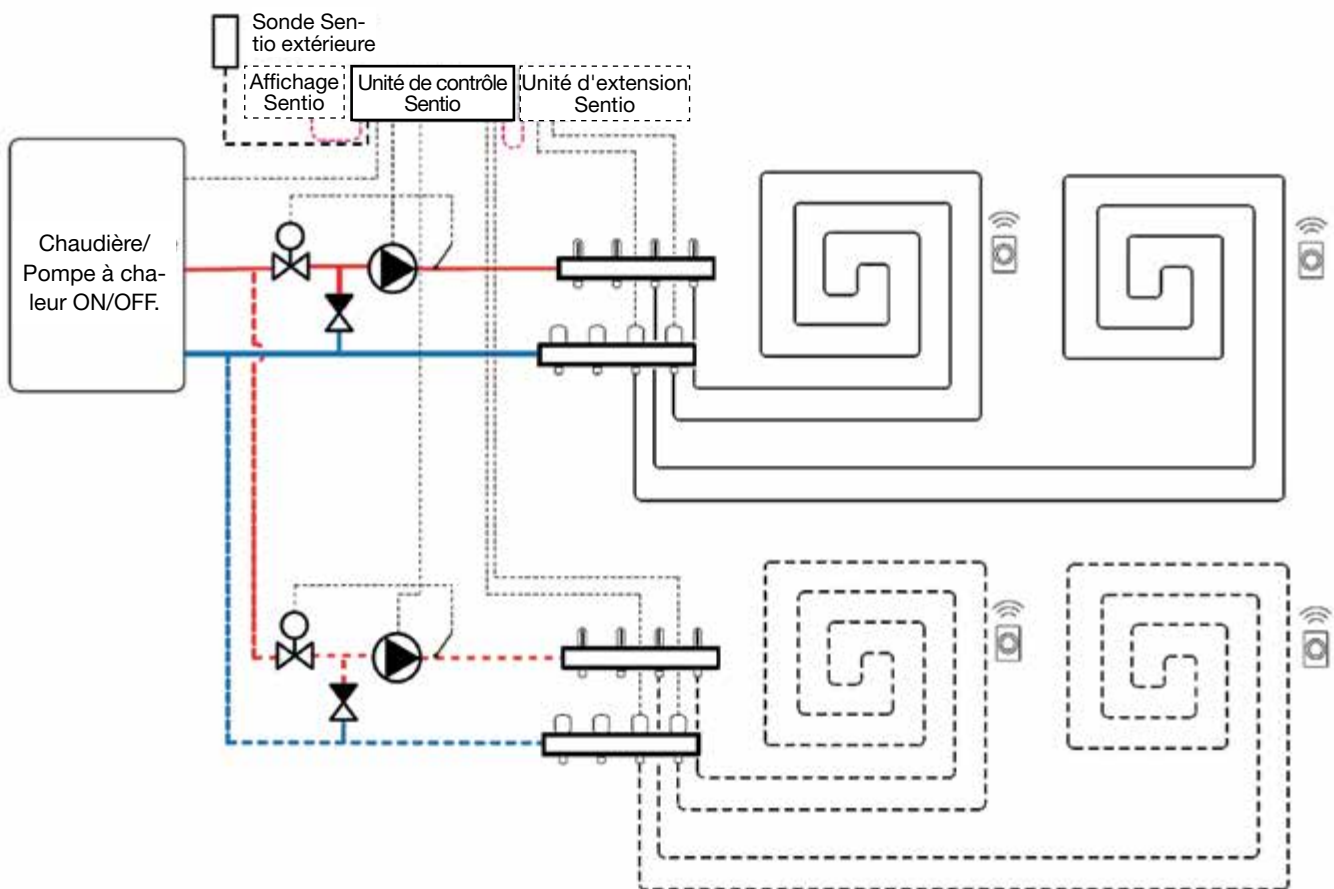 Sonde Sen-
tio extérieure
Affichage
Sentio
Unité de contrôle
Sentio
Unité d'extension
Sentio
Chaudière/
Pompe à cha-
leur ON/OFF.